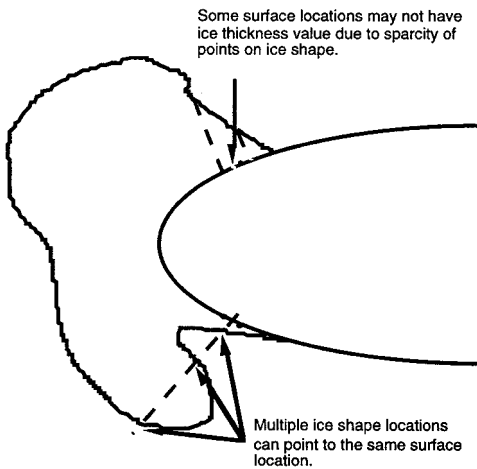 Some surface locations may not have
ice thickness value due to sparcity of
points on ice shape.
Multiple ice shape locations
can point to the same surface
location.